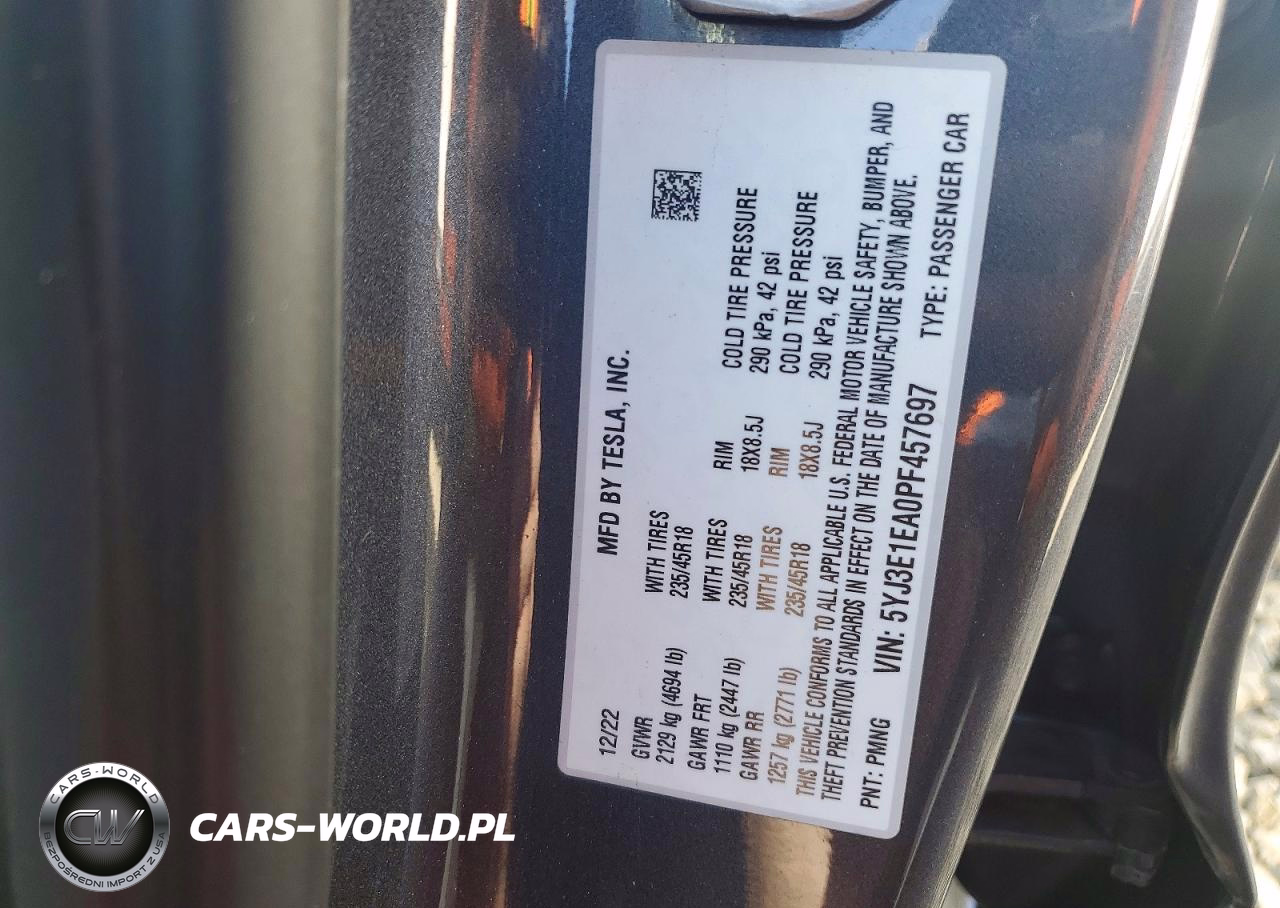 MFD BY TESLA, INC.
12/22
GVWR WITH TIRES RIM COLD TIRE PRESSURE
2129 kg (4694 lb) 235/45R18 18X8.5J 290 kPa, 42 psi
GAWR FRT WITH TIRES RIM COLD TIRE PRESSURE
1110 kg (2447 lb) 235/45R18 18X8.5J 290 kPa, 42 psi
GAWR RR WITH TIRES
1257 kg (2771 lb) 235/45R18
THIS VEHICLE CONFORMS TO ALL APPLICABLE U.S. FEDERAL MOTOR VEHICLE SAFETY, BUMPER, AND
THEFT PREVENTION STANDARDS IN EFFECT ON THE DATE OF MANUFACTURE SHOWN ABOVE.
PNT: PMNG VIN: 5YJ3E1EA0PF457697 TYPE: PASSENGER CAR
CARS-WORLD
CW
BEZPOŚREDNI IMPORT Z USA
CARS-WORLD.PL